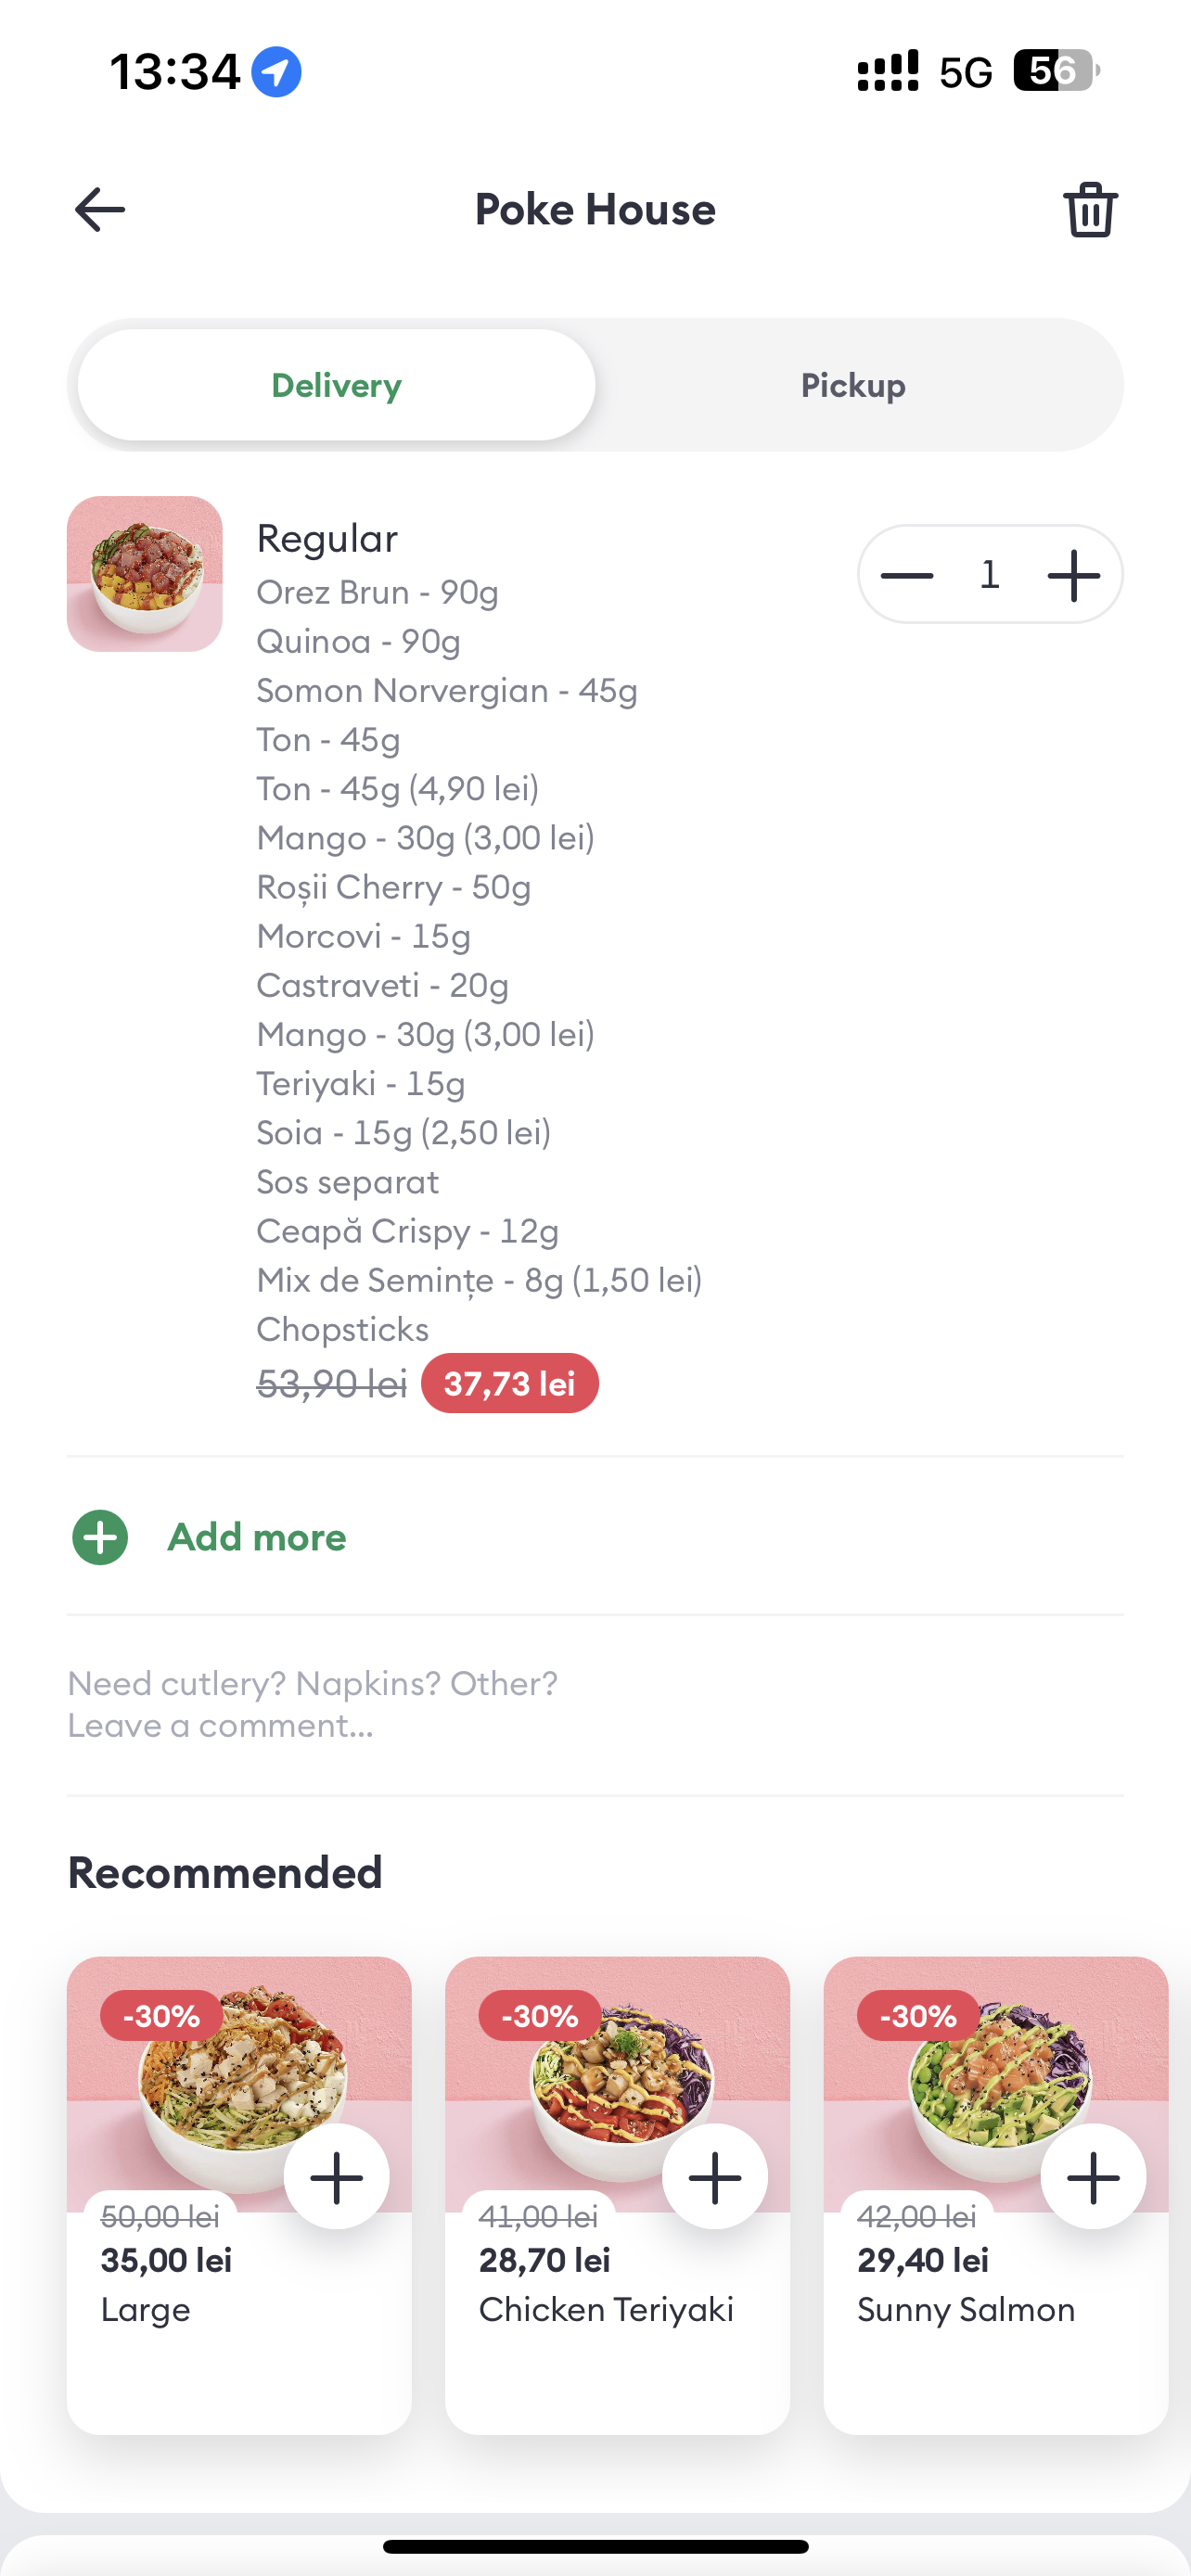 13:34
5G
56
Poke House
Delivery
Pickup
Regular
1
Orez Brun - 90g
Quinoa - 90g
Somon Norvergian - 45g
Ton - 45g
Ton - 45g (4,90 lei)
Mango - 30g (3,00 lei)
Roșii Cherry - 50g
Morcovi - 15g
Castraveti - 20g
Mango - 30g (3,00 lei)
Teriyaki - 15g
Soia - 15g (2,50 lei)
Sos separat
Ceapă Crispy - 12g
Mix de Semințe - 8g (1,50 lei)
Chopsticks
53,90 lei 37,73 lei
Add more
Need cutlery? Napkins? Other?
Leave a comment...
Recommended
-30%
50,00 lei
35,00 lei
Large
-30%
41,00 lei
28,70 lei
Chicken Teriyaki
-30%
42,00 lei
29,40 lei
Sunny Salmon